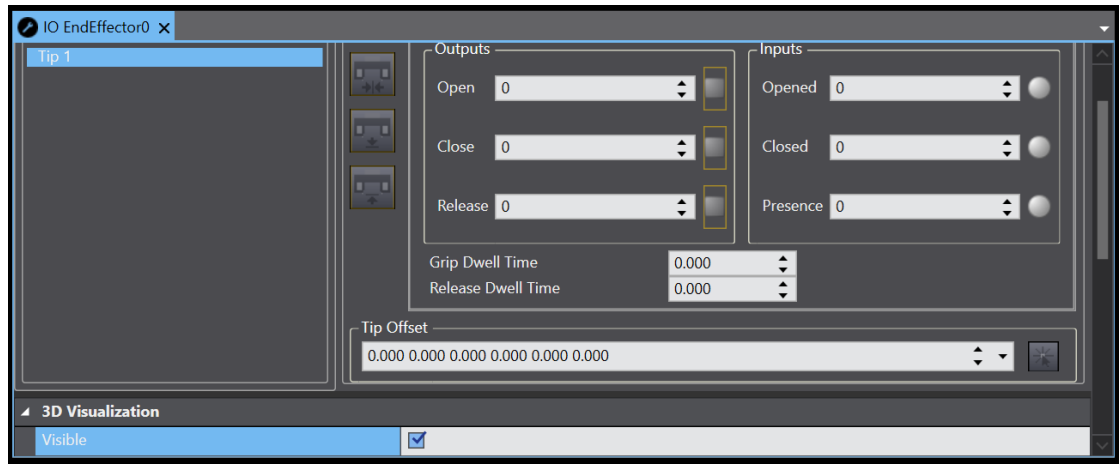 IO EndEffector0
Tip 1
Outputs
Inputs
Open 0
Opened 0
Close 0
Closed 0
Release 0
Presence 0
Grip Dwell Time 0.000
Release Dwell Time 0.000
Tip Offset
0.000 0.000 0.000 0.000 0.000 0.000
3D Visualization
Visible